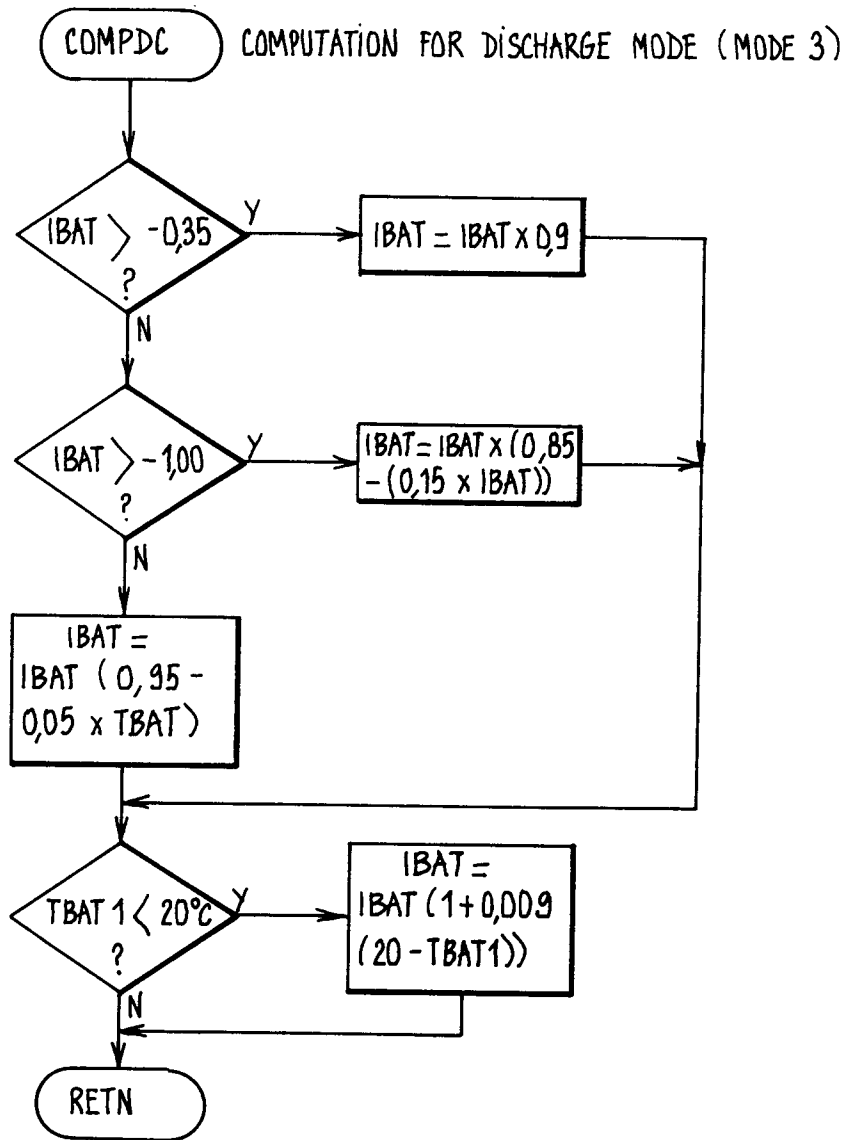 COMPDC COMPUTATION FOR DISCHARGE MODE (MODE 3)
IBAT > -0,35
?
Y
IBAT = IBAT x 0,9
N
IBAT > -1,00
?
Y
IBAT = IBAT x (0,85
- (0,15 x IBAT))
N
IBAT =
IBAT (0,95 -
0,05 x TBAT)
TBAT 1 < 20°C
?
Y
IBAT =
IBAT (1+0,009
(20 - TBAT1))
N
RETN